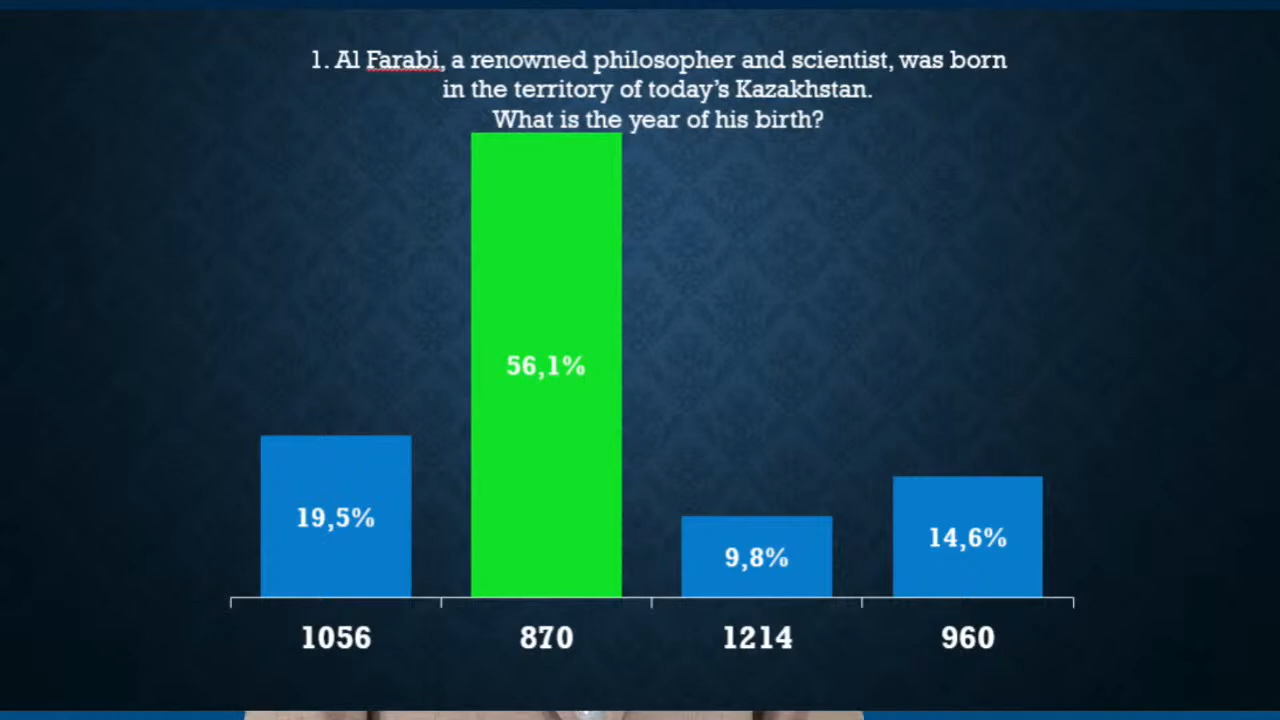 1. Al Farabi, a renowned philosopher and scientist, was born
in the territory of today's Kazakhstan.
What is the year of his birth?
56,1%
19,5%
9,8%
14,6%
1056
870
1214
960